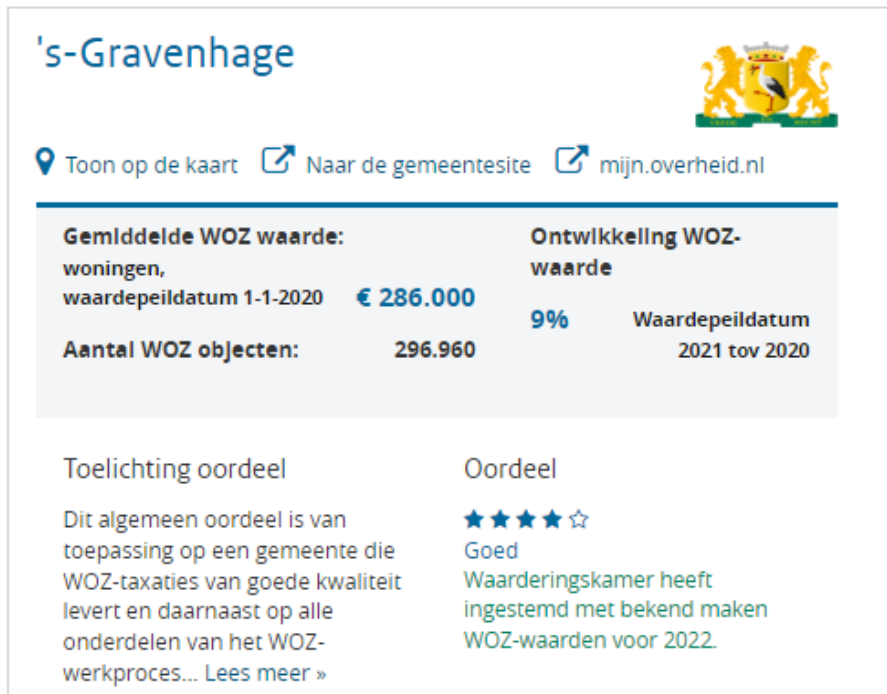 's-Gravenhage
Toon op de kaart Naar de gemeentesite mijn.overheid.nl
Gemiddelde WOZ waarde:
woningen,
waardepeildatum 1-1-2020 € 286.000
Aantal WOZ objecten: 296.960
Ontwikkeling WOZ-
waarde
9% Waardepeildatum
2021 tov 2020
Toelichting oordeel
Dit algemeen oordeel is van
toepassing op een gemeente die
WOZ-taxaties van goede kwaliteit
levert en daarnaast op alle
onderdelen van het WOZ-
werkproces... Lees meer »
Oordeel
Goed
Waarderingskamer heeft
ingestemd met bekend maken
WOZ-waarden voor 2022.